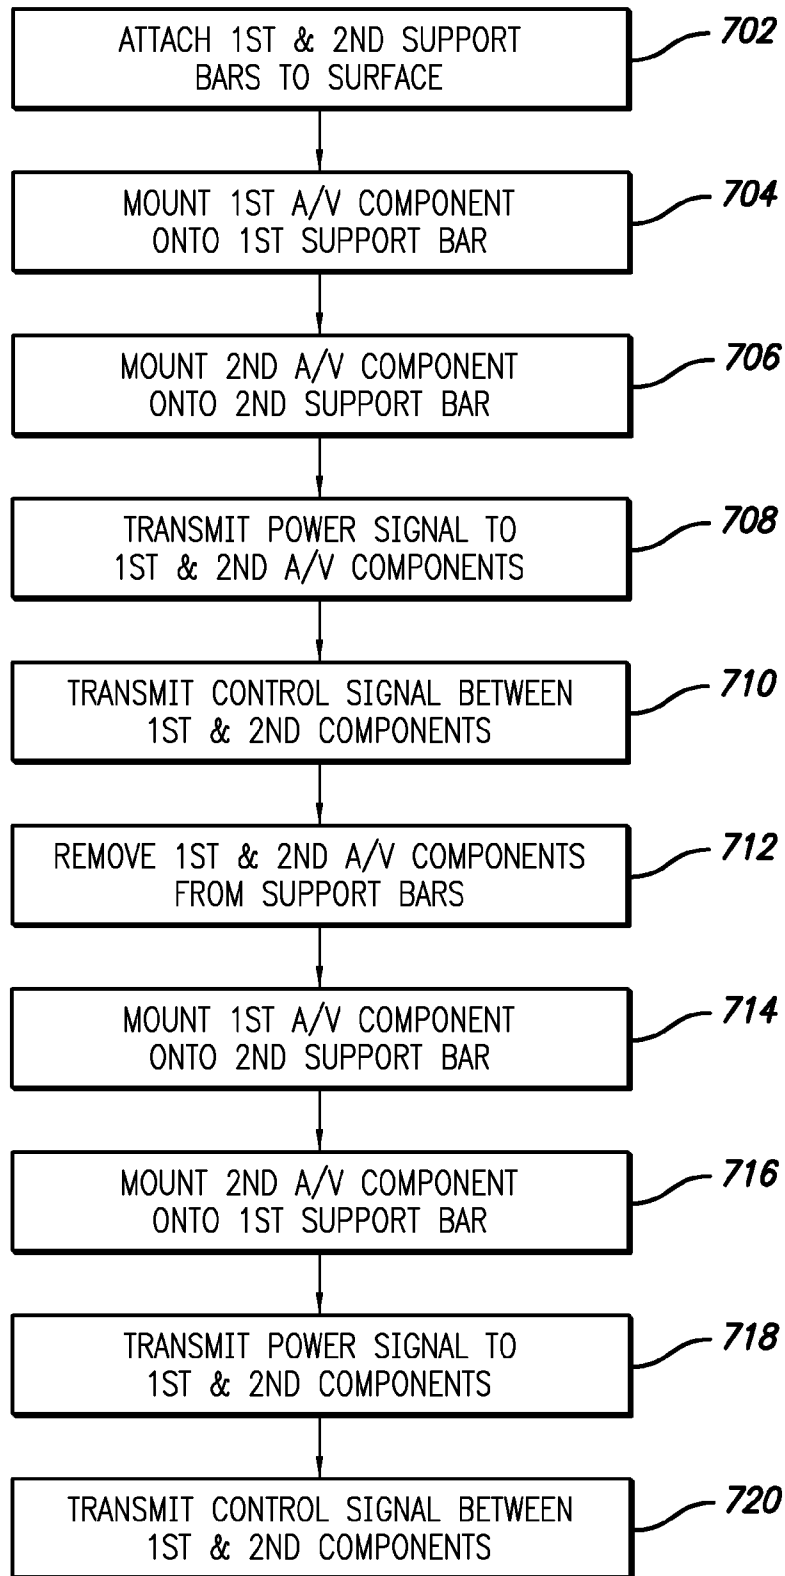 ATTACH 1ST & 2ND SUPPORT
BARS TO SURFACE
702
MOUNT 1ST A/V COMPONENT
ONTO 1ST SUPPORT BAR
704
MOUNT 2ND A/V COMPONENT
ONTO 2ND SUPPORT BAR
706
TRANSMIT POWER SIGNAL TO
1ST & 2ND A/V COMPONENTS
708
TRANSMIT CONTROL SIGNAL BETWEEN
1ST & 2ND COMPONENTS
710
REMOVE 1ST & 2ND A/V COMPONENTS
FROM SUPPORT BARS
712
MOUNT 1ST A/V COMPONENT
ONTO 2ND SUPPORT BAR
714
MOUNT 2ND A/V COMPONENT
ONTO 1ST SUPPORT BAR
716
TRANSMIT POWER SIGNAL TO
1ST & 2ND COMPONENTS
718
TRANSMIT CONTROL SIGNAL BETWEEN
1ST & 2ND COMPONENTS
720